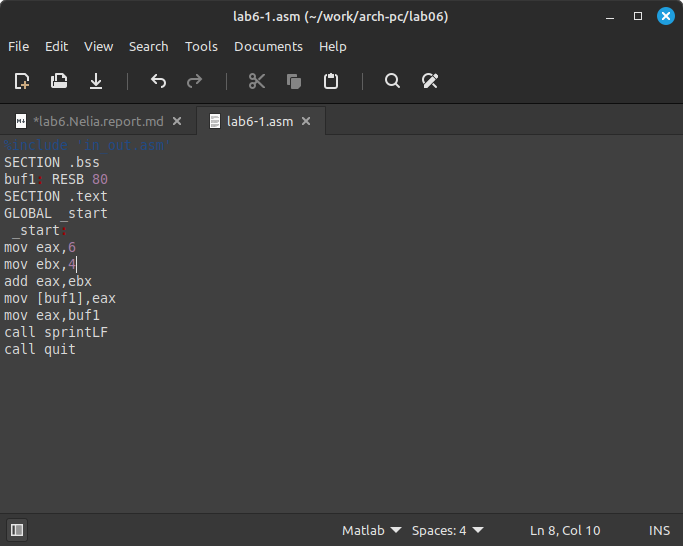 lab6-1.asm (~/work/arch-pc/lab06)
File Edit View Search Tools Documents Help
*lab6.Nelia.report.md lab6-1.asm
%include 'in_out.asm'
SECTION .bss
buf1: RESB 80
SECTION .text
GLOBAL _start
_start:
mov eax,6
mov ebx,4
add eax,ebx
mov [buf1],eax
mov eax,buf1
call sprintLF
call quit
Matlab Spaces: 4 Ln 8, Col 10 INS